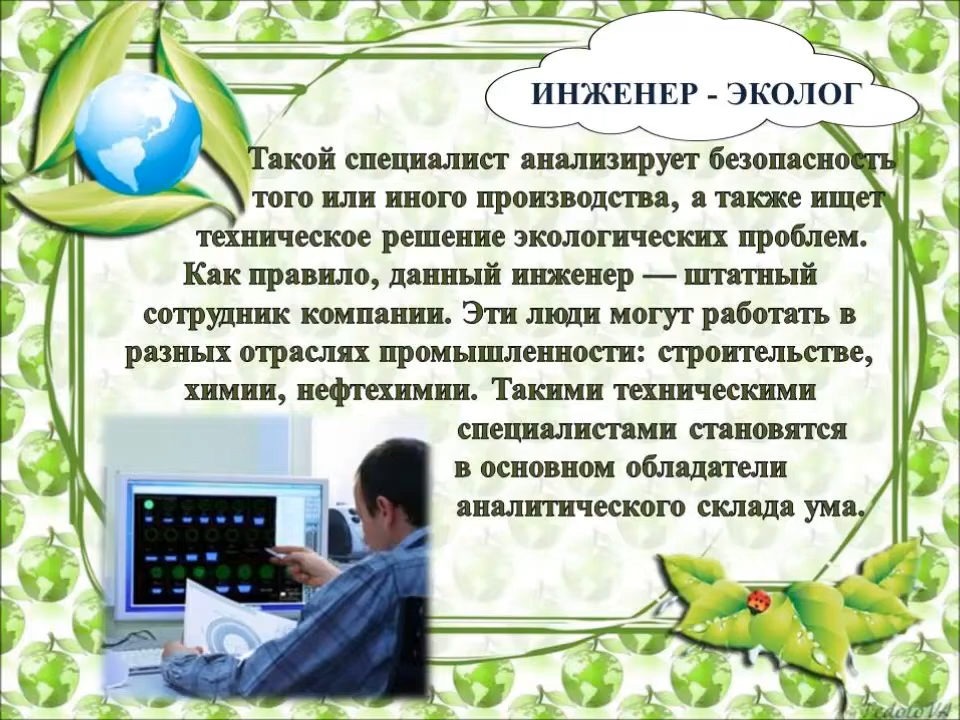 ИНЖЕНЕР - ЭКОЛОГ
Такой специалист анализирует безопасность
того или иного производства, а также ищет
техническое решение экологических проблем.
Как правило, данный инженер — штатный
сотрудник компании. Эти люди могут работать в
разных отраслях промышленности: строительстве,
химии, нефтехимии. Такими техническими
специалистами становятся
в основном обладатели
аналитического склада ума.